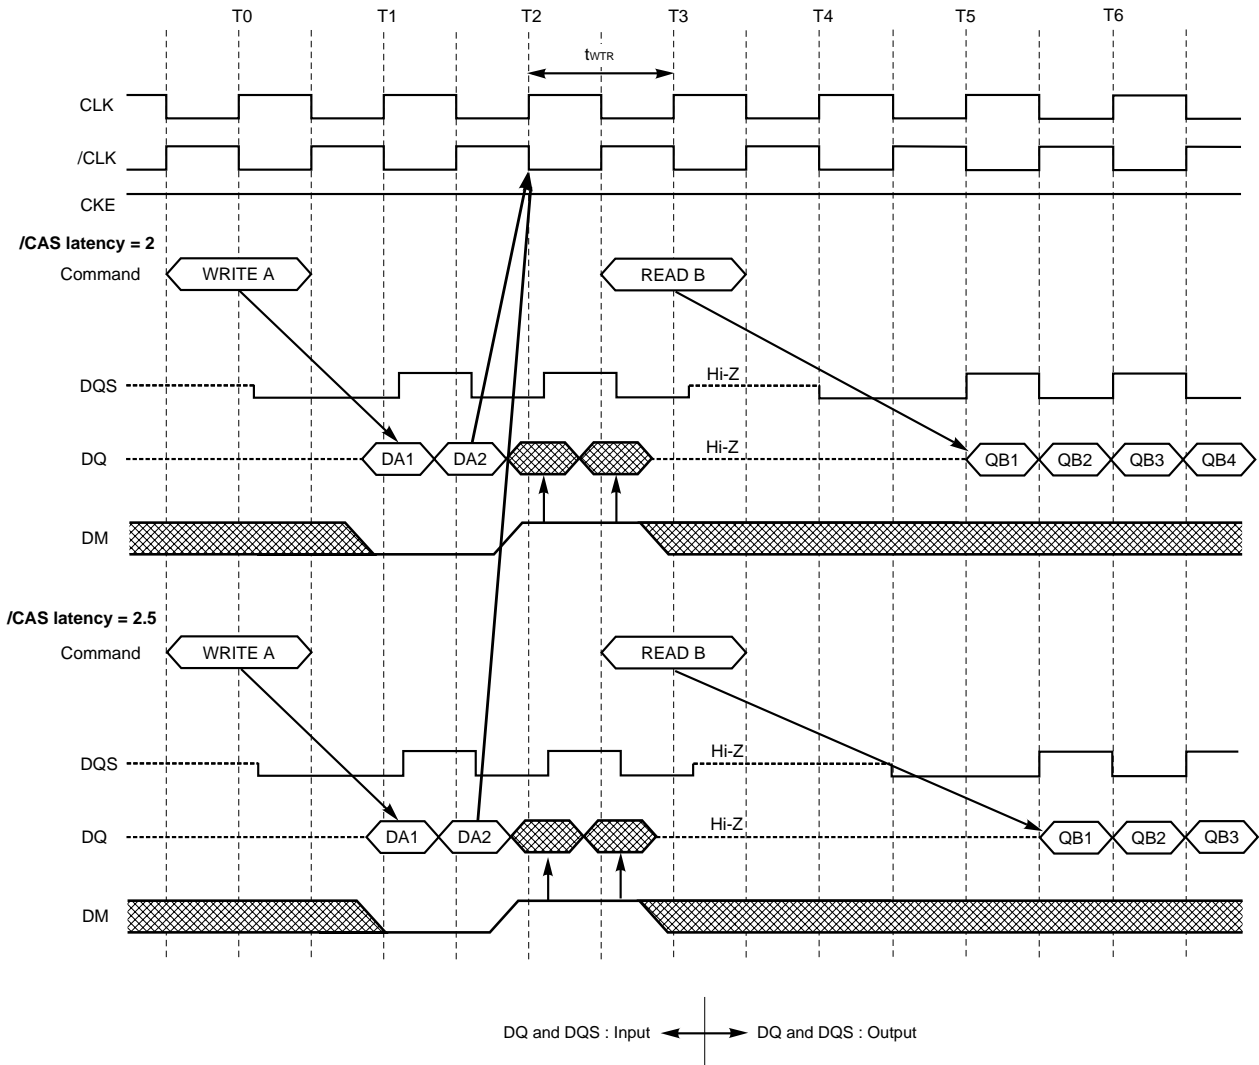 T0 T1 T2 T3 T4 T5 T6
tWTR
CLK
/CLK
CKE
/CAS latency = 2
Command WRITE A READ B
DQS Hi-Z
DQ DA1 DA2 Hi-Z QB1 QB2 QB3 QB4
DM
/CAS latency = 2.5
Command WRITE A READ B
DQS Hi-Z
DQ DA1 DA2 Hi-Z QB1 QB2 QB3
DM
DQ and DQS : Input DQ and DQS : Output